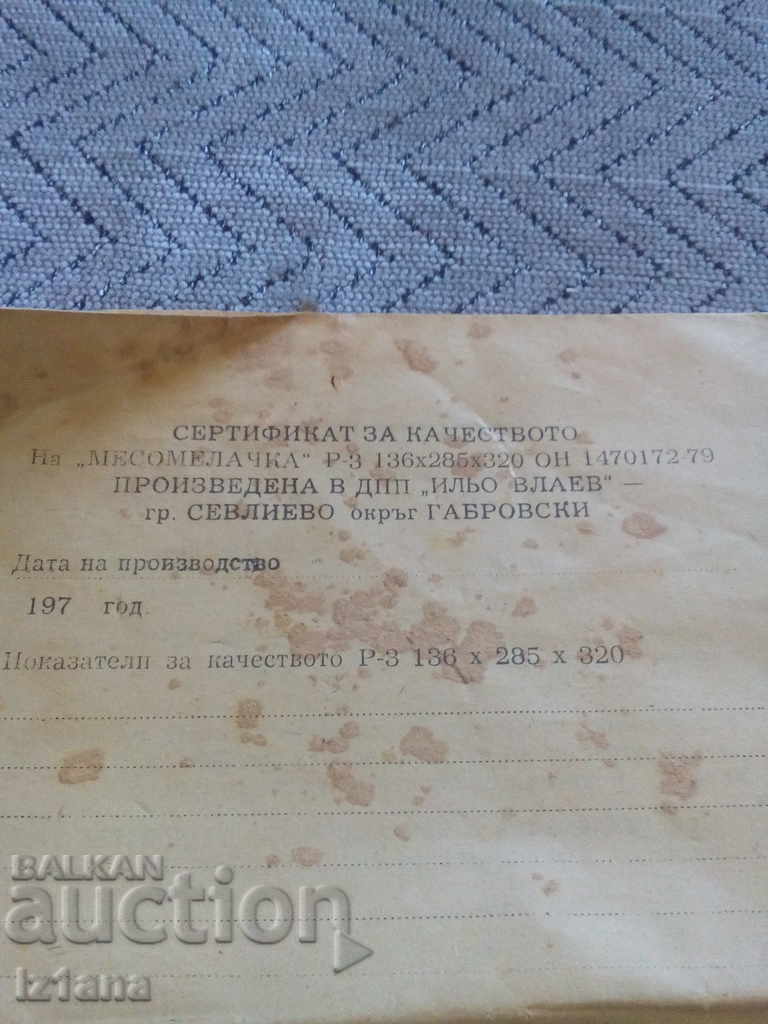 СЕРТИФИКАТ ЗА КАЧЕСТВОТО
На „МЕСОМЕЛАЧКА“ Р-3 136х285х320 ОН 1470172-79
ПРОИЗВЕДЕНА В ДПП „ИЛЬО ВЛАЕВ“ —
гр. СЕВЛИЕВО окръг ГАБРОВСКИ
Дата на производство
197 год.
Показатели за качеството Р-3 136 х 285 х 320
BALKAN
auction
iz1ana